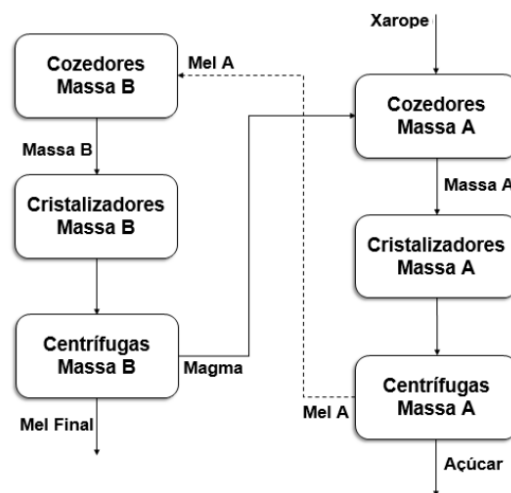 Xarope
Cozedores
Massa B
Mel A
Cozedores
Massa A
Massa B
Massa A
Cristalizadores
Massa B
Cristalizadores
Massa A
Centrífugas
Massa B
Magma
Mel A
Centrífugas
Massa A
Mel Final
Açúcar